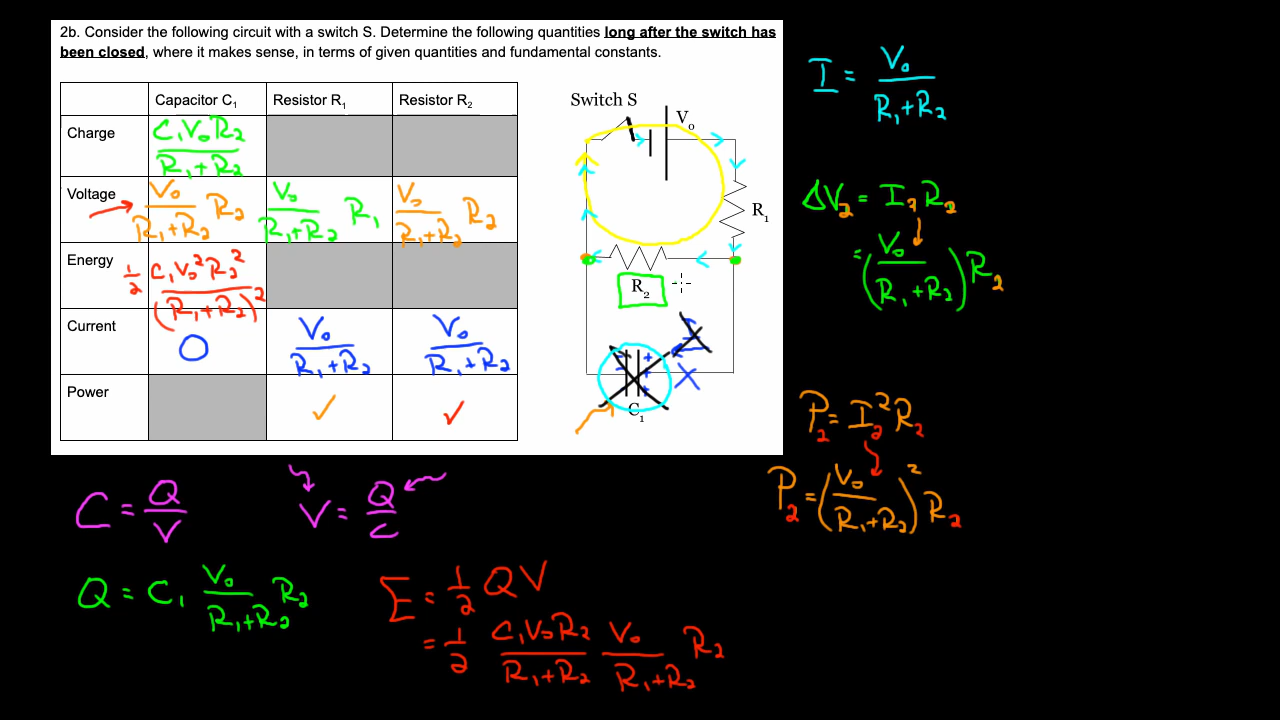 2b. Consider the following circuit with a switch S. Determine the following quantities long after the switch has
been closed, where it makes sense, in terms of given quantities and fundamental constants.
Capacitor C₁ Resistor R₁ Resistor R₂
Charge C₁V₀R₂/(R₁+R₂)
Voltage V₀/(R₁+R₂) R₂ V₀/(R₁+R₂) R₁ V₀/(R₁+R₂) R₂
Energy 1/2 C₁V₀²R₂²/(R₁+R₂)²
Current 0 V₀/(R₁+R₂) V₀/(R₁+R₂)
Power ✓ ✓
Switch S
V₀
R₁
R₂
+
+
+
C₁
I = V₀/(R₁+R₂)
ΔV₂ = I₂R₂
= (V₀/(R₁+R₂))R₂
P₂ = I₂²R₂
P₂ = (V₀/(R₁+R₂))²R₂
C = Q/V V = Q/C
Q = C₁ V₀/(R₁+R₂) R₂
Σ = 1/2 QV
= 1/2 C₁V₀R₂/(R₁+R₂) V₀/(R₁+R₂) R₂